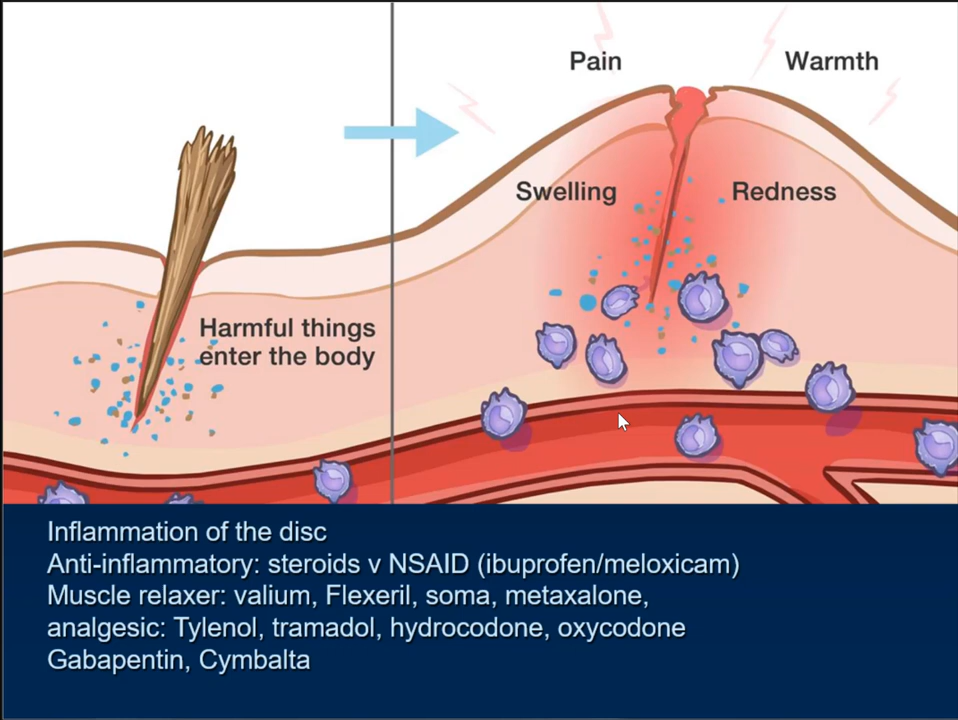 Pain
Warmth
Swelling
Redness
Harmful things
enter the body
Inflammation of the disc
Anti-inflammatory: steroids v NSAID (ibuprofen/meloxicam)
Muscle relaxer: valium, Flexeril, soma, metaxalone,
analgesic: Tylenol, tramadol, hydrocodone, oxycodone
Gabapentin, Cymbalta